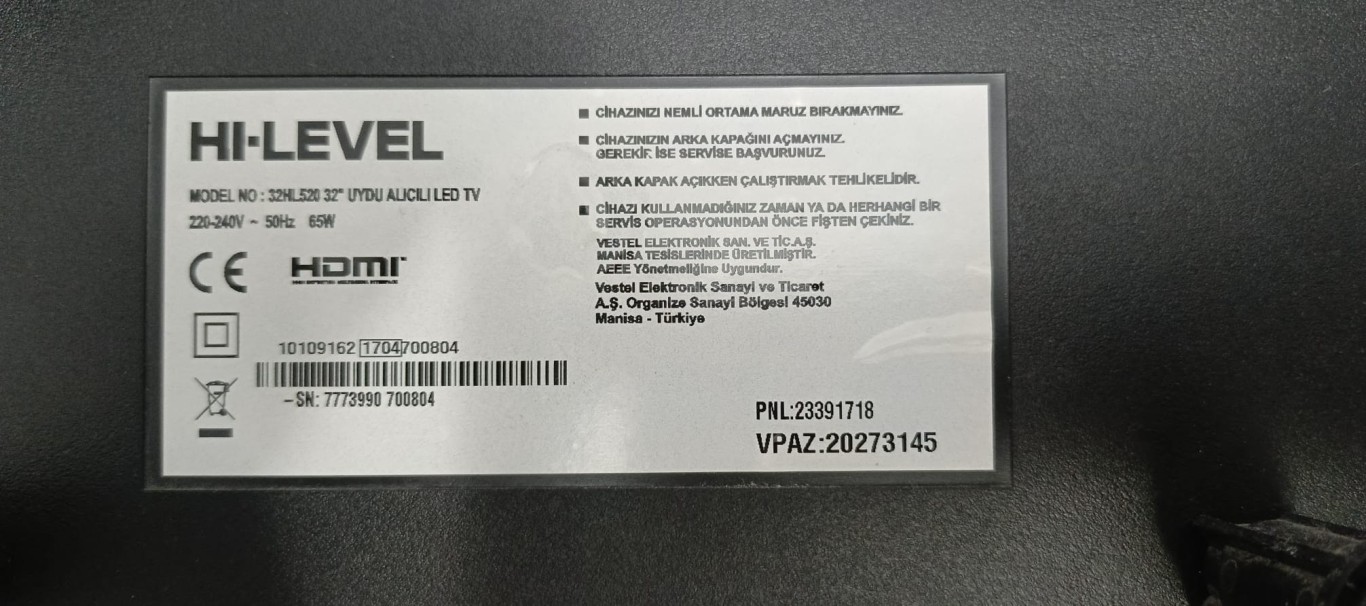 HI-LEVEL
MODEL NO : 32HL520 32" UYDU ALICILI LED TV
220-240V ~ 50Hz 65W
CE HDMI
10109162 1704700804
-SN: 7773990 700804
■ CİHAZINIZI NEMLİ ORTAMA MARUZ BIRAKMAYINIZ.
■ CİHAZINIZIN ARKA KAPAĞINI AÇMAYINIZ.
GEREKİR İSE SERVİSE BAŞVURUNUZ.
■ ARKA KAPAK AÇIKKEN ÇALIŞTIRMAK TEHLİKELİDİR.
■ CİHAZI KULLANMADIĞINIZ ZAMAN YA DA HERHANGİ BİR
SERVİS OPERASYONUNDAN ÖNCE FİŞTEN ÇEKİNİZ.
VESTEL ELEKTRONİK SAN. VE TİC.A.Ş.
MANİSA TESİSLERİNDE ÜRETİLMİŞTİR.
AEEE Yönetmeliğine Uygundur.
Vestel Elektronik Sanayi ve Ticaret
A.Ş. Organize Sanayi Bölgesi 45030
Manisa - Türkiye
PNL:23391718
VPAZ:20273145